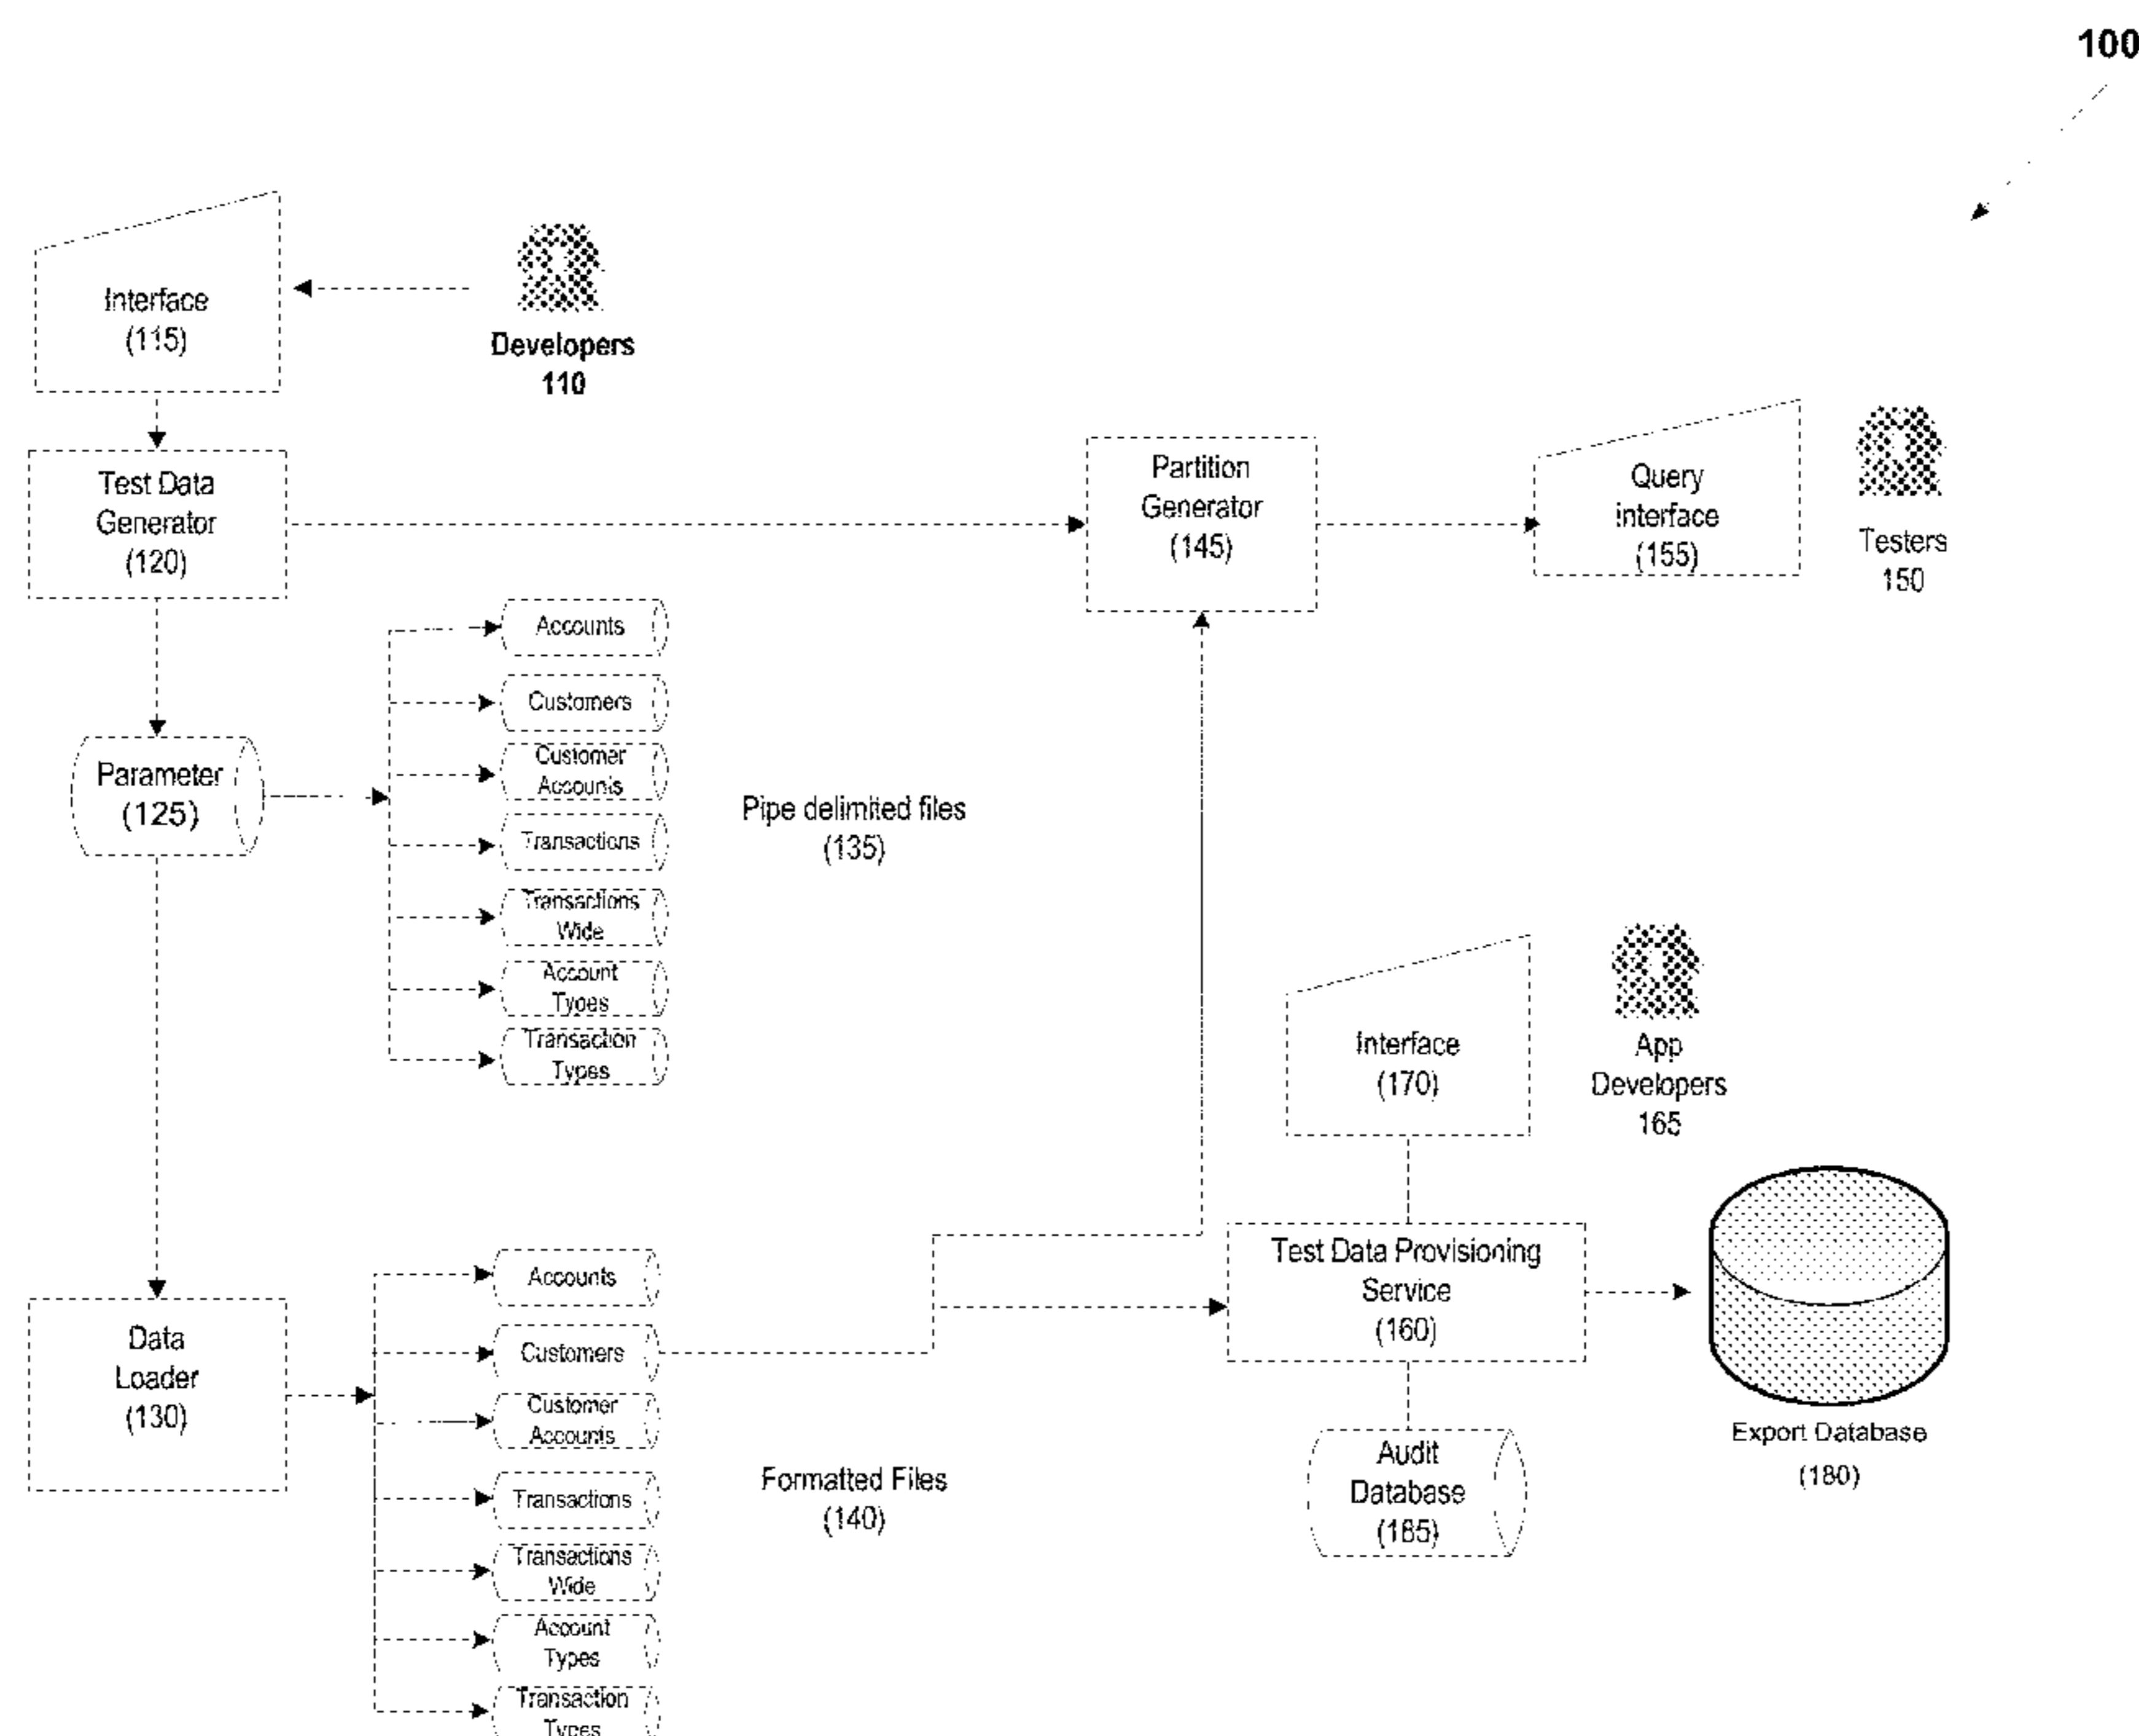 100
Interface
(115)
Developers
110
Test Data
Generator
(120)
Partition
Generator
(145)
Query
interface
(155)
Testers
150
Parameter
(125)
Accounts
Customers
Customer
Accounts
Transactions
Transactions
Wide
Account
Types
Transaction
Types
Pipe delimited files
(135)
Interface
(170)
App
Developers
165
Data
Loader
(130)
Accounts
Customers
Customer
Accounts
Transactions
Transactions
Wide
Account
Types
Transaction
Types
Formatted Files
(140)
Test Data Provisioning
Service
(160)
Audit
Database
(185)
Export Database
(180)